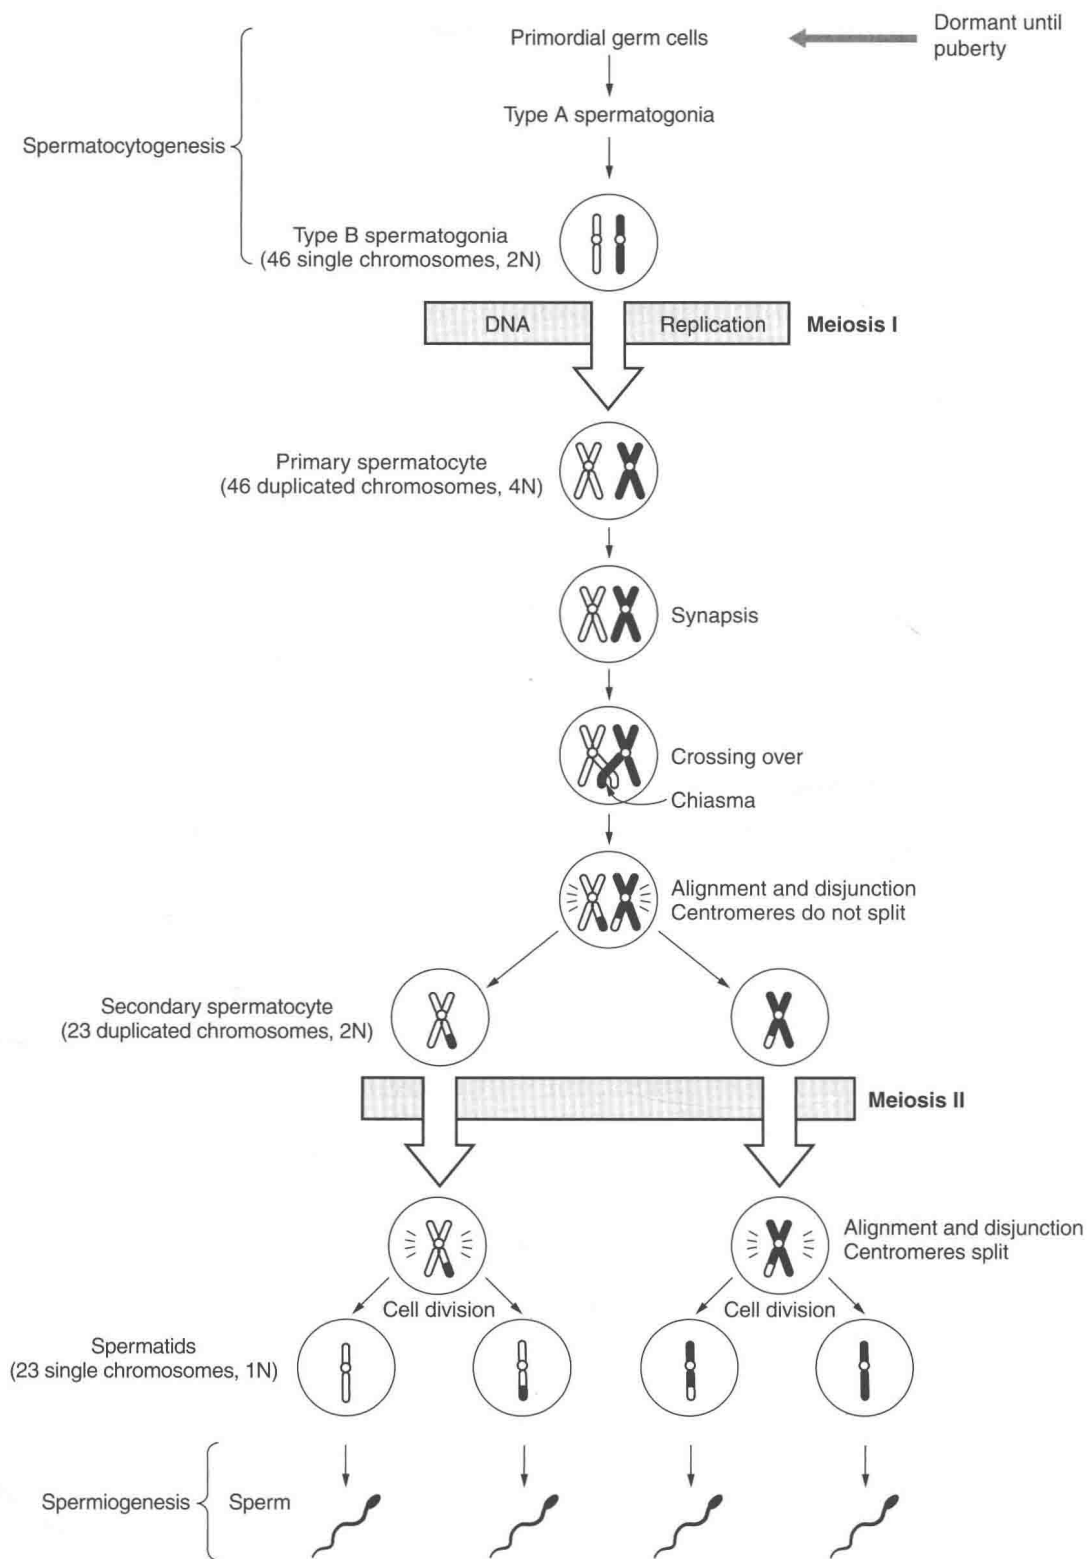 Primordial germ cells
Dormant until
puberty
Type A spermatogonia
Spermatocytogenesis
Type B spermatogonia
(46 single chromosomes, 2N)
DNA
Replication
Meiosis I
Primary spermatocyte
(46 duplicated chromosomes, 4N)
Synapsis
Crossing over
Chiasma
Alignment and disjunction
Centromeres do not split
Secondary spermatocyte
(23 duplicated chromosomes, 2N)
Meiosis II
Alignment and disjunction
Centromeres split
Cell division
Cell division
Spermatids
(23 single chromosomes, 1N)
Spermiogenesis
Sperm